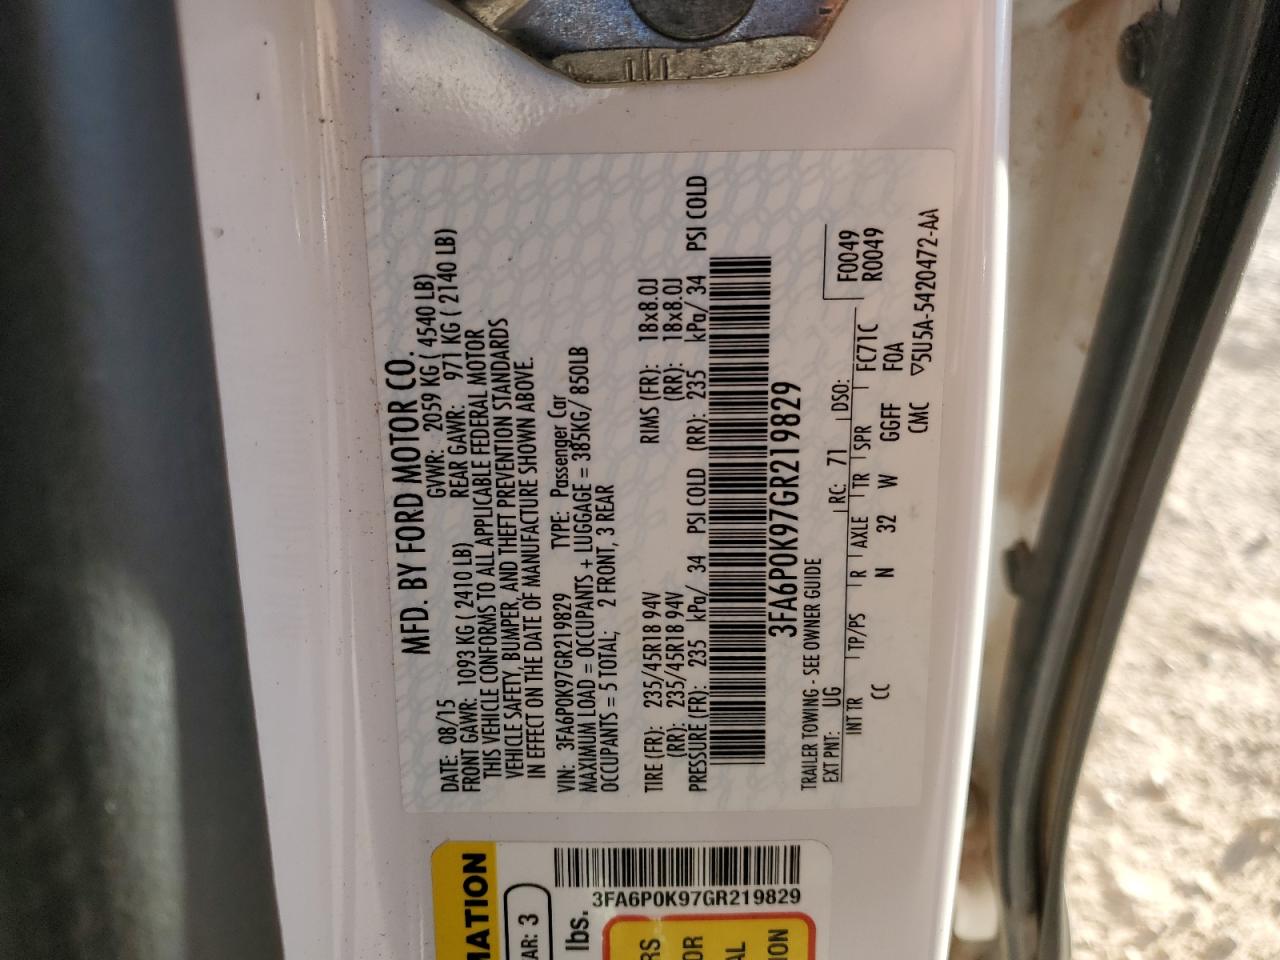 MFD. BY FORD MOTOR CO.
DATE: 08/15 GVWR: 2059 KG ( 4540 LB)
FRONT GAWR: 1093 KG ( 2410 LB) REAR GAWR: 971 KG ( 2140 LB)
THIS VEHICLE CONFORMS TO ALL APPLICABLE FEDERAL MOTOR
VEHICLE SAFETY, BUMPER, AND THEFT PREVENTION STANDARDS
IN EFFECT ON THE DATE OF MANUFACTURE SHOWN ABOVE.
VIN: 3FA6P0K97GR219829 TYPE: Passenger Car
MAXIMUM LOAD = OCCUPANTS + LUGGAGE = 385KG/ 850LB
OCCUPANTS = 5 TOTAL; 2 FRONT, 3 REAR
TIRE (FR): 235/45R18 94V RIMS (FR): 18x8.0J
(RR): 235/45R18 94V (RR): 18x8.0J
PRESSURE (FR): 235 kPa/ 34 PSI COLD (RR): 235 kPa/ 34 PSI COLD
3FA6P0K97GR219829
TRAILER TOWING - SEE OWNER GUIDE
EXT PNT: UG RC: 71 DSO: F0049
R0049
INT TR TP/PS R AXLE TR SPR FC71C
CC N 32 W GGFF F0A
CMC ▽5U5A-5420472-AA
MATION
AR: 3
lbs.
3FA6P0K97GR219829
RS
OR
AL
ION